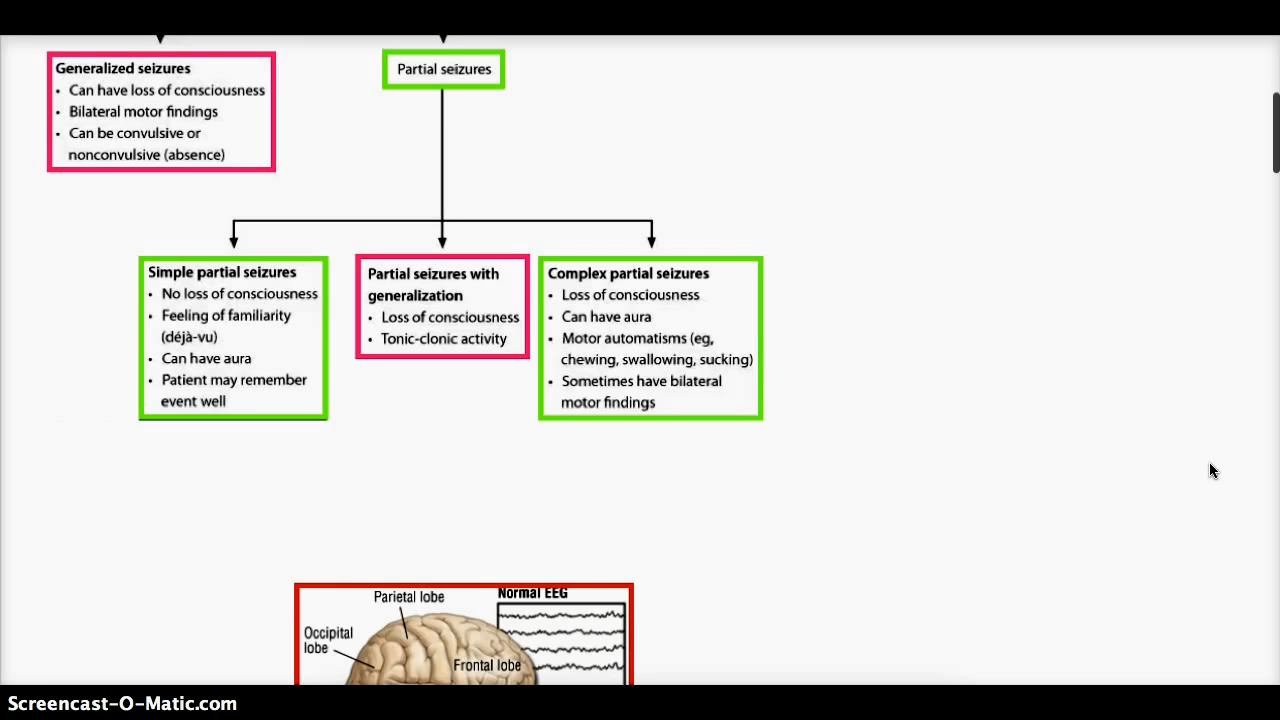 Generalized seizures
• Can have loss of consciousness
• Bilateral motor findings
• Can be convulsive or
nonconvulsive (absence)
Partial seizures
Simple partial seizures
• No loss of consciousness
• Feeling of familiarity
(déjà-vu)
• Can have aura
• Patient may remember
event well
Partial seizures with
generalization
• Loss of consciousness
• Tonic-clonic activity
Complex partial seizures
• Loss of consciousness
• Can have aura
• Motor automatisms (eg,
chewing, swallowing, sucking)
• Sometimes have bilateral
motor findings
Parietal lobe
Normal EEG
Occipital
lobe
Frontal lobe
Screencast-O-Matic.com